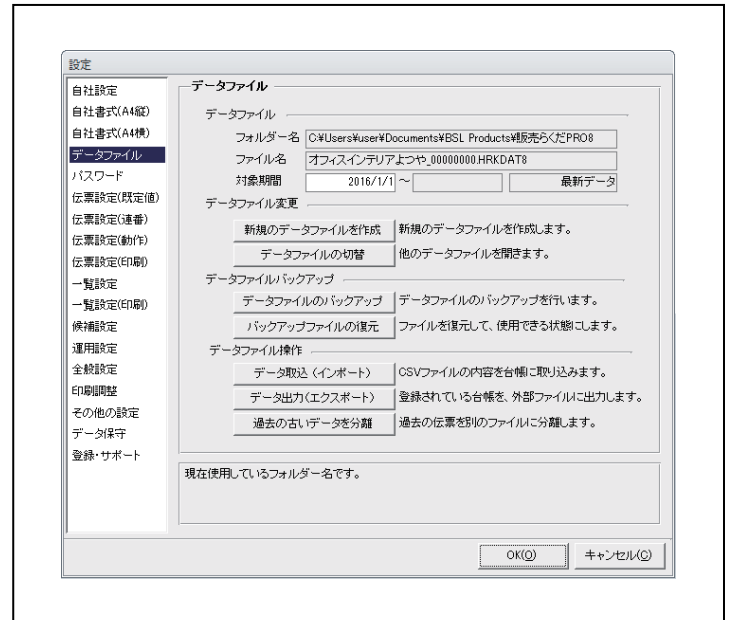 設定
自社設定
自社書式(A4縦)
自社書式(A4横)
データファイル
パスワード
伝票設定(既定値)
伝票設定(連番)
伝票設定(動作)
伝票設定(印刷)
一覧設定
一覧設定(印刷)
候補設定
運用設定
全般設定
印刷調整
その他の設定
データ保守
登録・サポート
データファイル
データファイル
フォルダー名 C:¥Users¥user¥Documents¥BSL Products¥販売らくだPRO8
ファイル名 オフィスインテリアよつや_00000000.HRKDAT8
対象期間 2016/1/1 ～ 最新データ
データファイル変更
新規のデータファイルを作成 新規のデータファイルを作成します。
データファイルの切替 他のデータファイルを開きます。
データファイルバックアップ
データファイルのバックアップ データファイルのバックアップを行います。
バックアップファイルの復元 ファイルを復元して、使用できる状態にします。
データファイル操作
データ取込（インポート） CSVファイルの内容を台帳に取り込みます。
データ出力(エクスポート) 登録されている台帳を、外部ファイルに出力します。
過去の古いデータを分離 過去の伝票を別のファイルに分離します。
現在使用しているフォルダー名です。
OK(O) キャンセル(C)